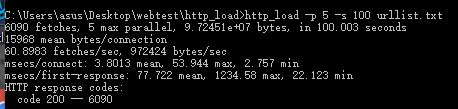 C:\Users\asus\Desktop\webtest\http_load>http_load -p 5 -s 100 urllist.txt
6090 fetches, 5 max parallel, 9.72451e+07 bytes, in 100.003 seconds
15968 mean bytes/connection
60.8983 fetches/sec, 972424 bytes/sec
msecs/connect: 3.8013 mean, 53.944 max, 2.757 min
msecs/first-response: 77.722 mean, 1234.58 max, 22.123 min
HTTP response codes:
  code 200 -- 6090